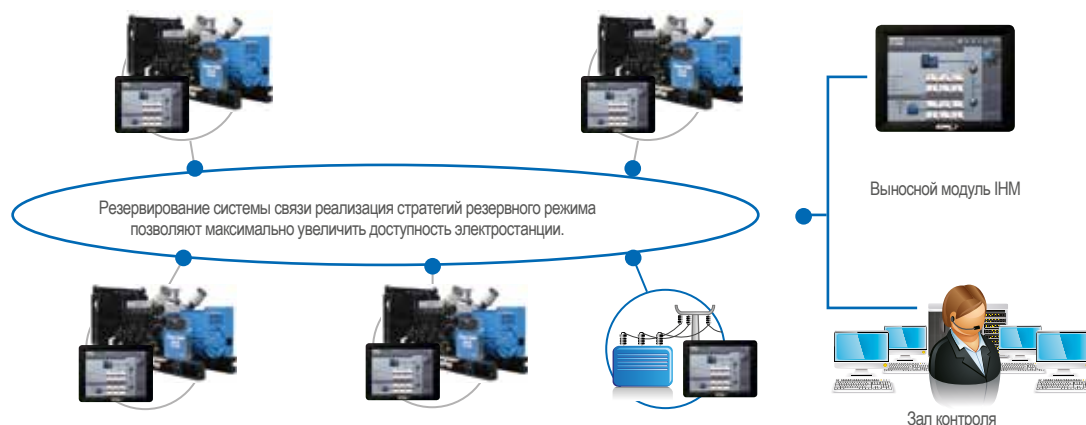 Резервирование системы связи реализация стратегий резервного режима
позволяют максимально увеличить доступность электростанции.
Выносной модуль IHM
Зал контроля